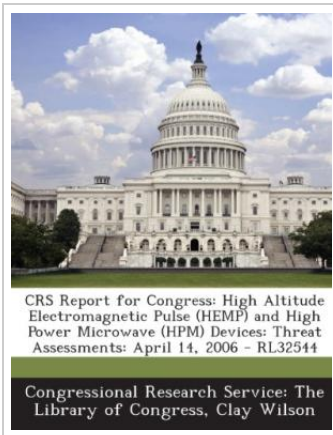 CRS Report for Congress: High Altitude
Electromagnetic Pulse (HEMP) and High
Power Microwave (HPM) Devices: Threat
Assessments: April 14, 2006 - RL32544
Congressional Research Service: The
Library of Congress, Clay Wilson